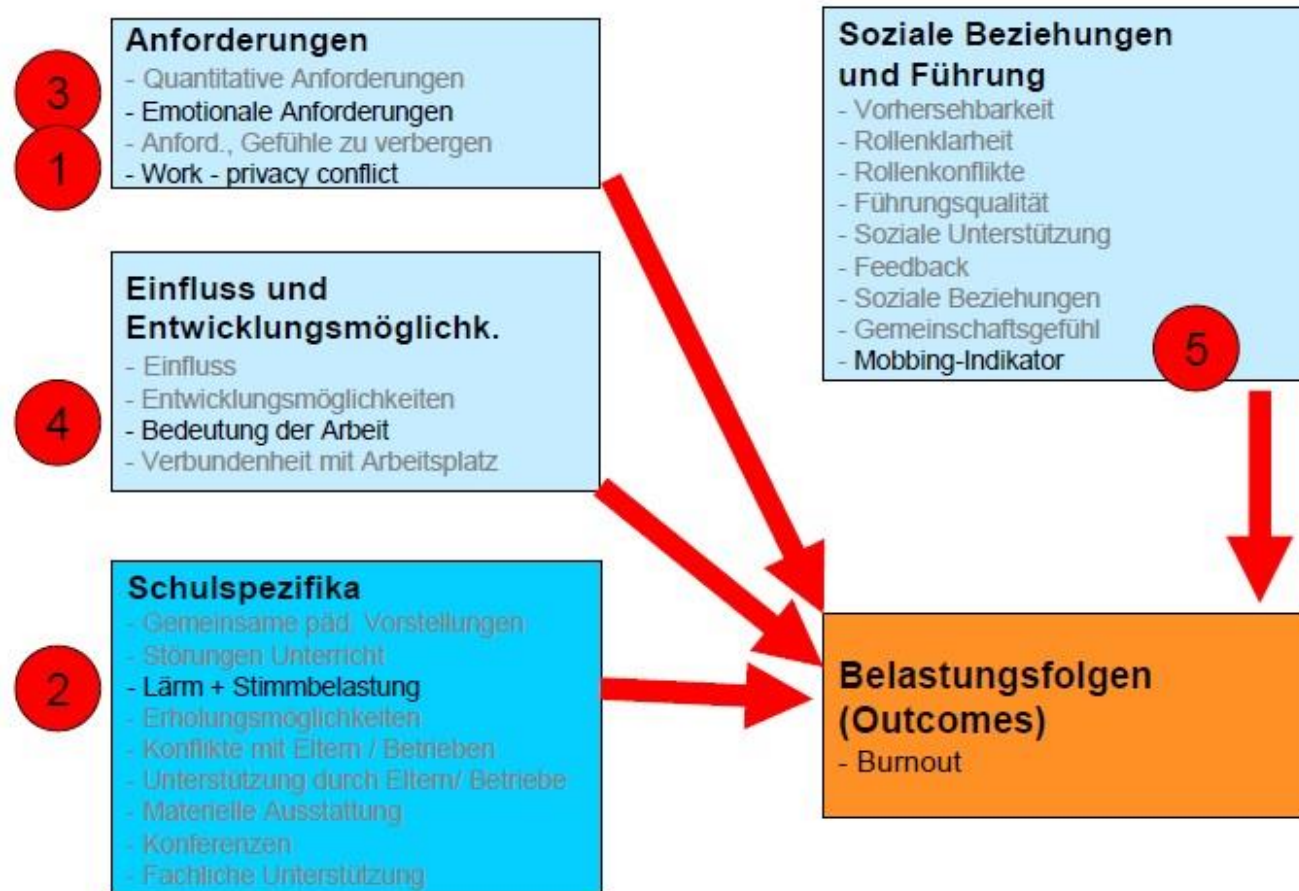 Anforderungen
- Quantitative Anforderungen
- Emotionale Anforderungen
- Anford., Gefühle zu verbergen
- Work - privacy conflict
3
1
Einfluss und
Entwicklungsmöglichk.
- Einfluss
- Entwicklungsmöglichkeiten
- Bedeutung der Arbeit
- Verbundenheit mit Arbeitsplatz
4
Schulspezifika
- Gemeinsame päd. Vorstellungen
- Störungen Unterricht
- Lärm + Stimmbelastung
- Erholungsmöglichkeiten
- Konflikte mit Eltern / Betrieben
- Unterstützung durch Eltern/ Betriebe
- Materielle Ausstattung
- Konferenzen
- Fachliche Unterstützung
2
Soziale Beziehungen
und Führung
- Vorhersehbarkeit
- Rollenklarheit
- Rollenkonflikte
- Führungsqualität
- Soziale Unterstützung
- Feedback
- Soziale Beziehungen
- Gemeinschaftsgefühl
- Mobbing-Indikator
5
Belastungsfolgen
(Outcomes)
- Burnout